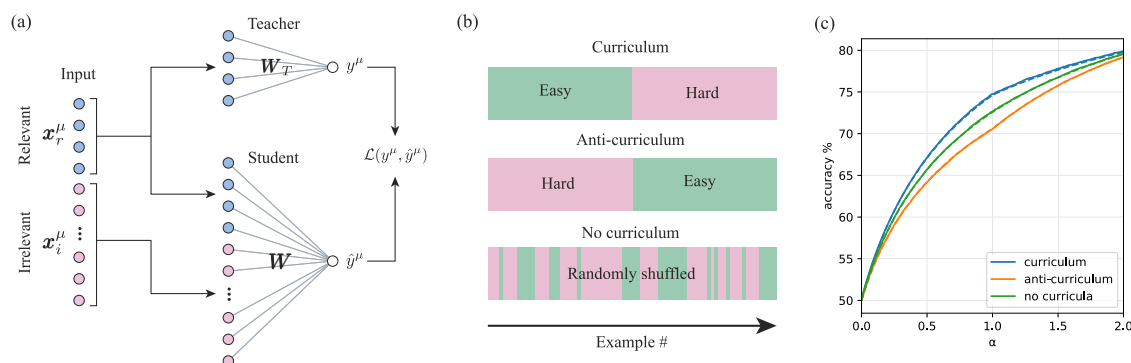 (a)
Teacher
Input
W_T
y^μ
Relevant
x_r^μ
Irrelevant
x_i^μ
⋮
Student
W
⋮
ŷ^μ
ℒ(y^μ, ŷ^μ)
(b)
Curriculum
Easy
Hard
Anti-curriculum
Hard
Easy
No curriculum
Randomly shuffled
Example #
(c)
accuracy %
80
75
70
65
60
55
50
curriculum
anti-curriculum
no curricula
0.0
0.5
1.0
1.5
2.0
α